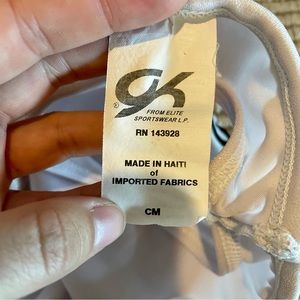 GK
®
FROM ELITE
SPORTSWEAR L.P.
RN 143928
MADE IN HAITI
of
IMPORTED FABRICS
CM